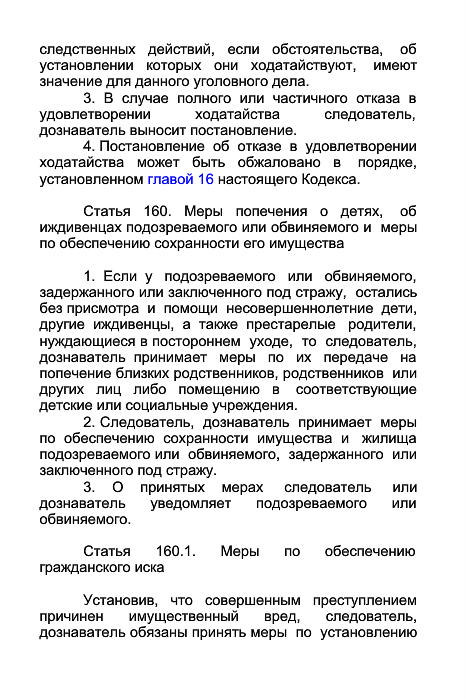 следственных действий, если обстоятельства, об
установлении которых они ходатайствуют, имеют
значение для данного уголовного дела.
3. В случае полного или частичного отказа в
удовлетворении ходатайства следователь,
дознаватель выносит постановление.
4. Постановление об отказе в удовлетворении
ходатайства может быть обжаловано в порядке,
установленном главой 16 настоящего Кодекса.
Статья 160. Меры попечения о детях, об
иждивенцах подозреваемого или обвиняемого и меры
по обеспечению сохранности его имущества
1. Если у подозреваемого или обвиняемого,
задержанного или заключенного под стражу, остались
без присмотра и помощи несовершеннолетние дети,
другие иждивенцы, а также престарелые родители,
нуждающиеся в постороннем уходе, то следователь,
дознаватель принимает меры по их передаче на
попечение близких родственников, родственников или
других лиц либо помещению в соответствующие
детские или социальные учреждения.
2. Следователь, дознаватель принимает меры
по обеспечению сохранности имущества и жилища
подозреваемого или обвиняемого, задержанного или
заключенного под стражу.
3. О принятых мерах следователь или
дознаватель уведомляет подозреваемого или
обвиняемого.
Статья 160.1. Меры по обеспечению
гражданского иска
Установив, что совершенным преступлением
причинен имущественный вред, следователь,
дознаватель обязаны принять меры по установлению